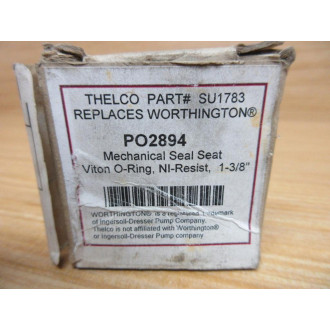 THELCO PART# SU1783
REPLACES WORTHINGTON®
PO2894
Mechanical Seal Seat
Viton O-Ring, NI-Resist, 1-3/8"
WORTHINGTON® is a registered trademark
of Ingersoll-Dresser Pump Company.
Thelco is not affiliated with Worthington®
or Ingersoll-Dresser Pump company